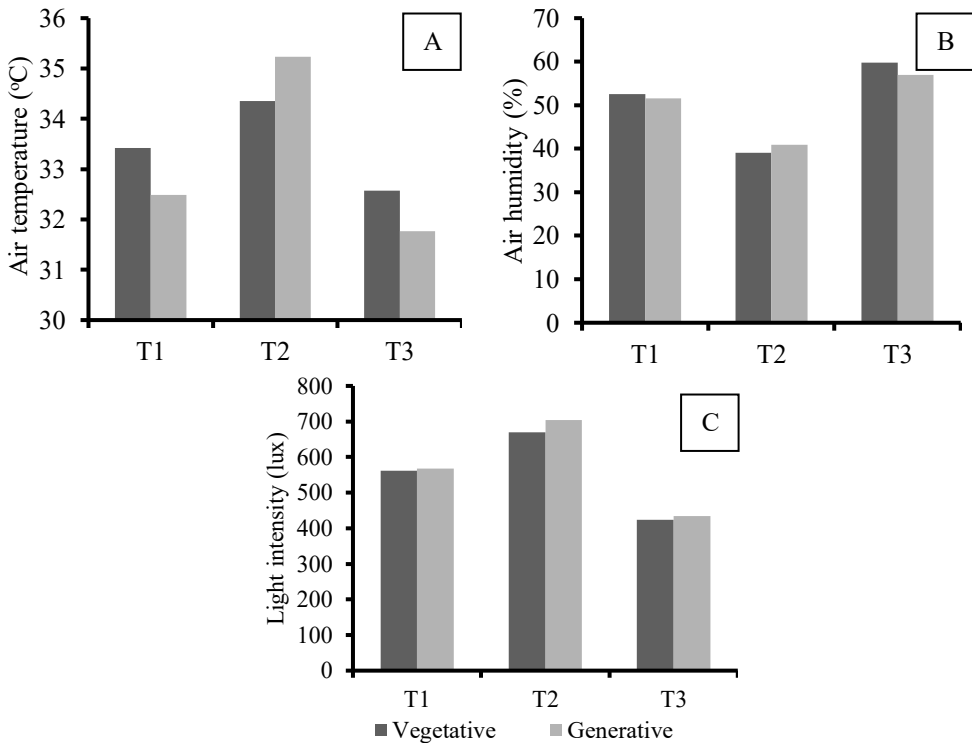 A
Air temperature (ºC)
36
35
34
33
32
31
30
T1 T2 T3
B
Air humidity (%)
70
60
50
40
30
20
10
0
T1 T2 T3
C
Light intensity (lux)
800
700
600
500
400
300
200
100
0
T1 T2 T3
Vegetative Generative